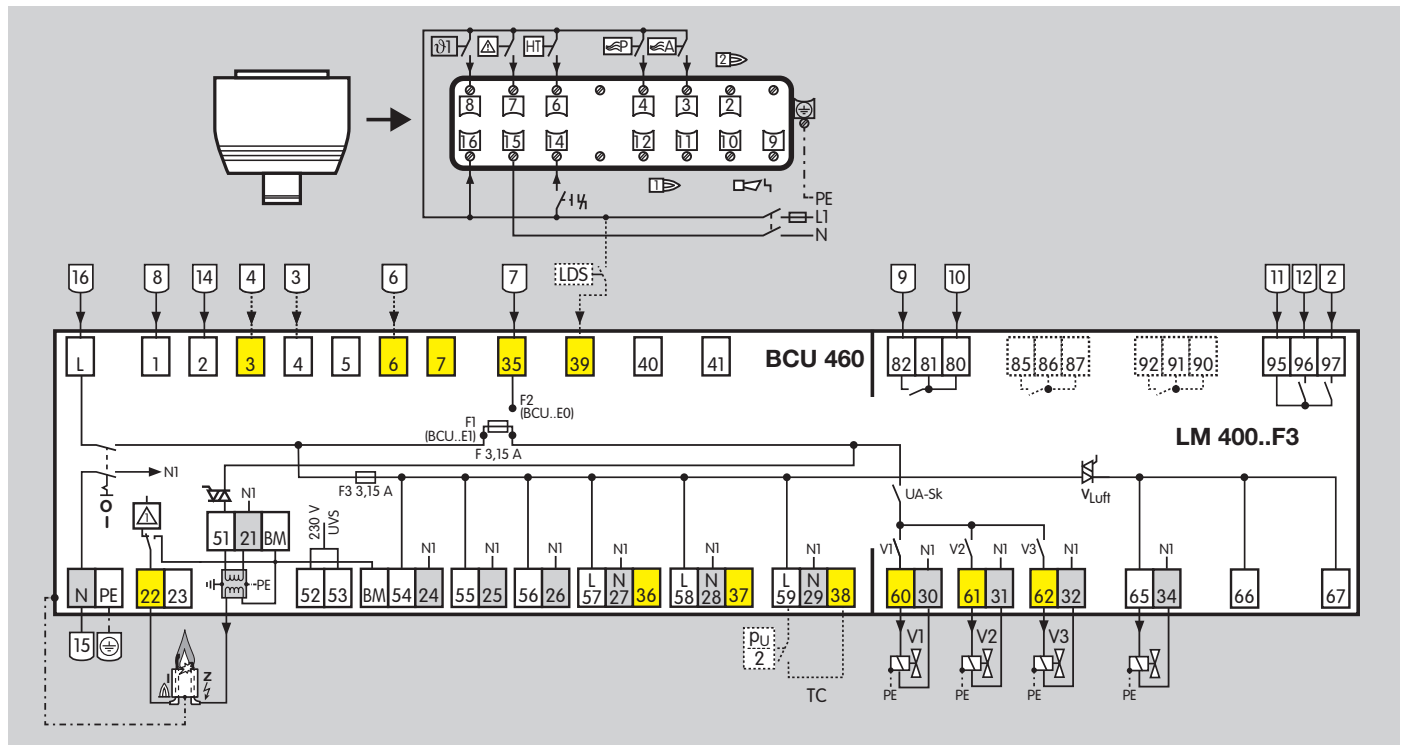 ϑ1 HT P A 2
8 7 6 4 3 2
16 15 14 12 11 10 9
1
PE
L1
N
LDS
16 8 14 4 3 6 7 9 10 11 12 2
L 1 2 3 4 5 6 7 35 39 40 41 BCU 460 82 81 80 85 86 87 92 91 90 95 96 97
F2
(BCU..E0)
F1
(BCU..E1)
F 3,15 A
LM 400..F3
N1
F3 3,15 A
UA-Sk
VLuft
O
I
N1
51 21 BM
230 V
UVS
PE
N1 N1 N1 N1 N1 N1 V1 N1 V2 N1 V3 N1 N1
L N L N L N
N PE 22 23 52 53 BM 54 24 55 25 56 26 57 27 36 58 28 37 59 29 38 60 30 61 31 62 32 65 34 66 67
15
I Z
pU
2
TC
V1 V2 V3
PE PE PE PE